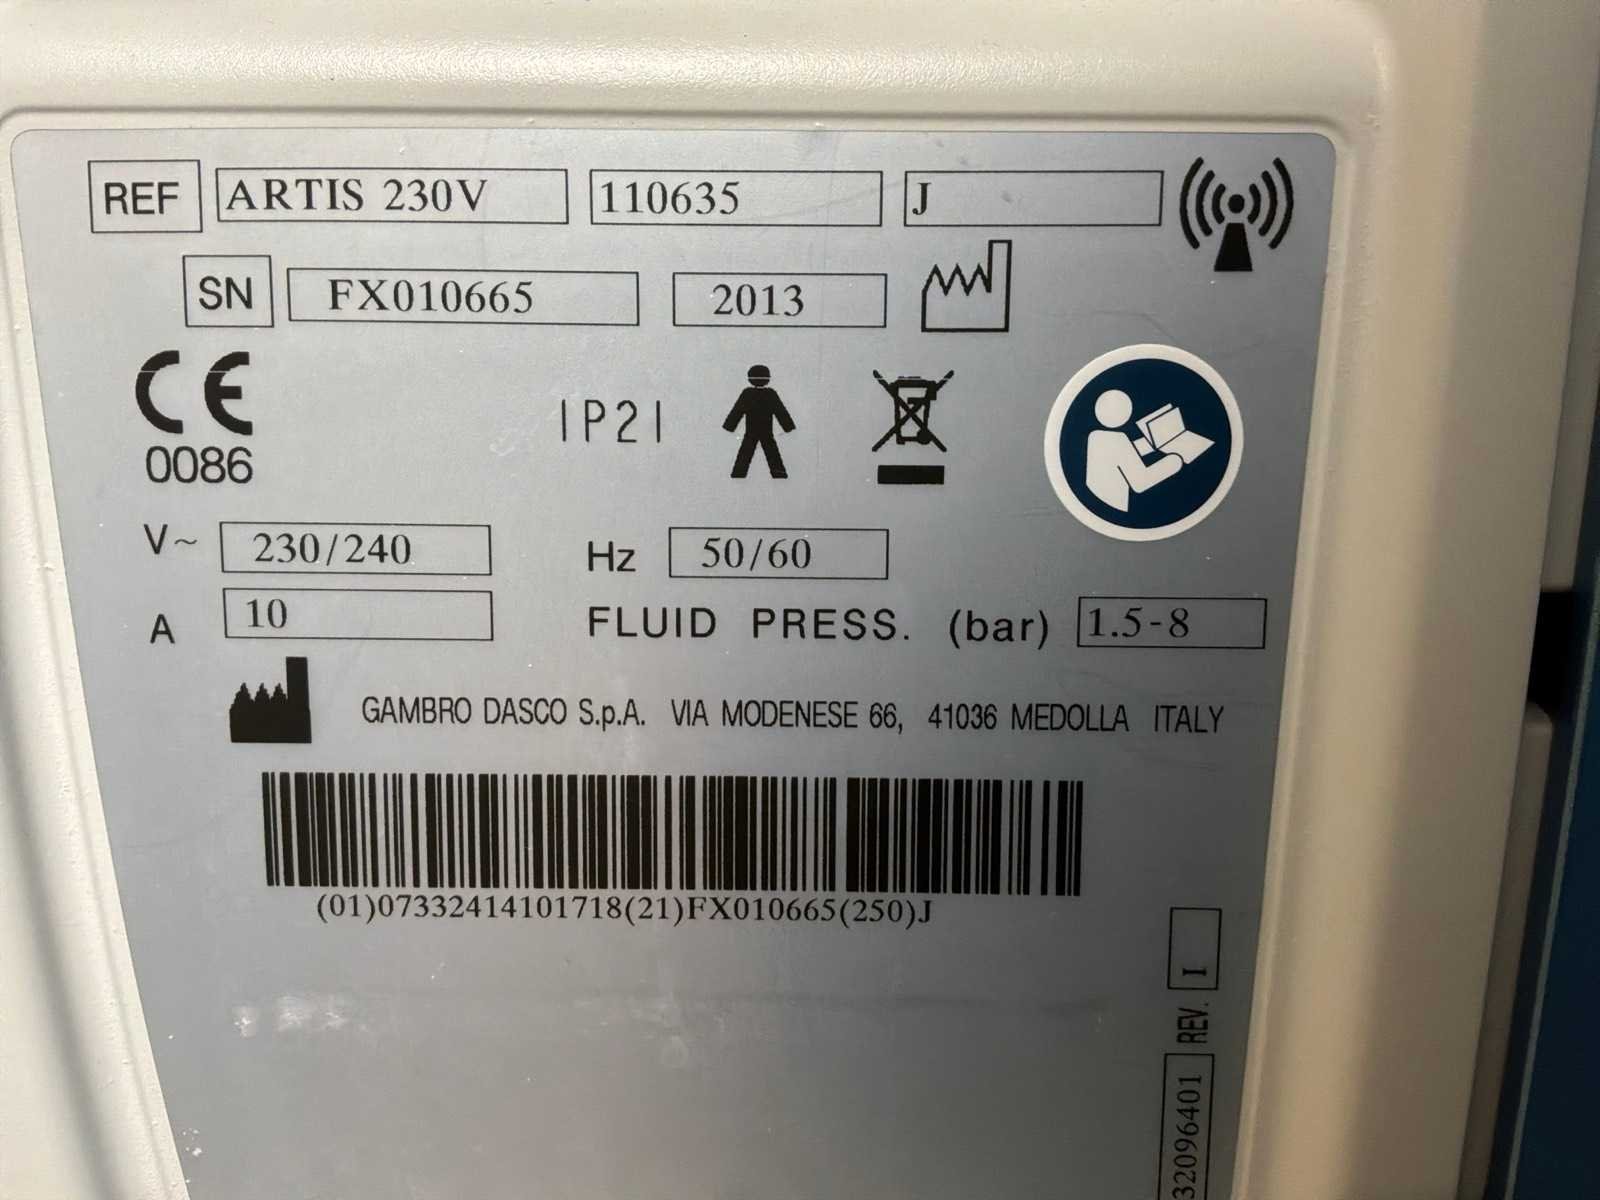 REF ARTIS 230V 110635 J
SN FX010665 2013
CE
0086
IP21
V~ 230/240 Hz 50/60
A 10 FLUID PRESS. (bar) 1.5-8
GAMBRO DASCO S.p.A. VIA MODENESE 66, 41036 MEDOLLA ITALY
(01)07332414101718(21)FX010665(250)J
32096401 REV. I